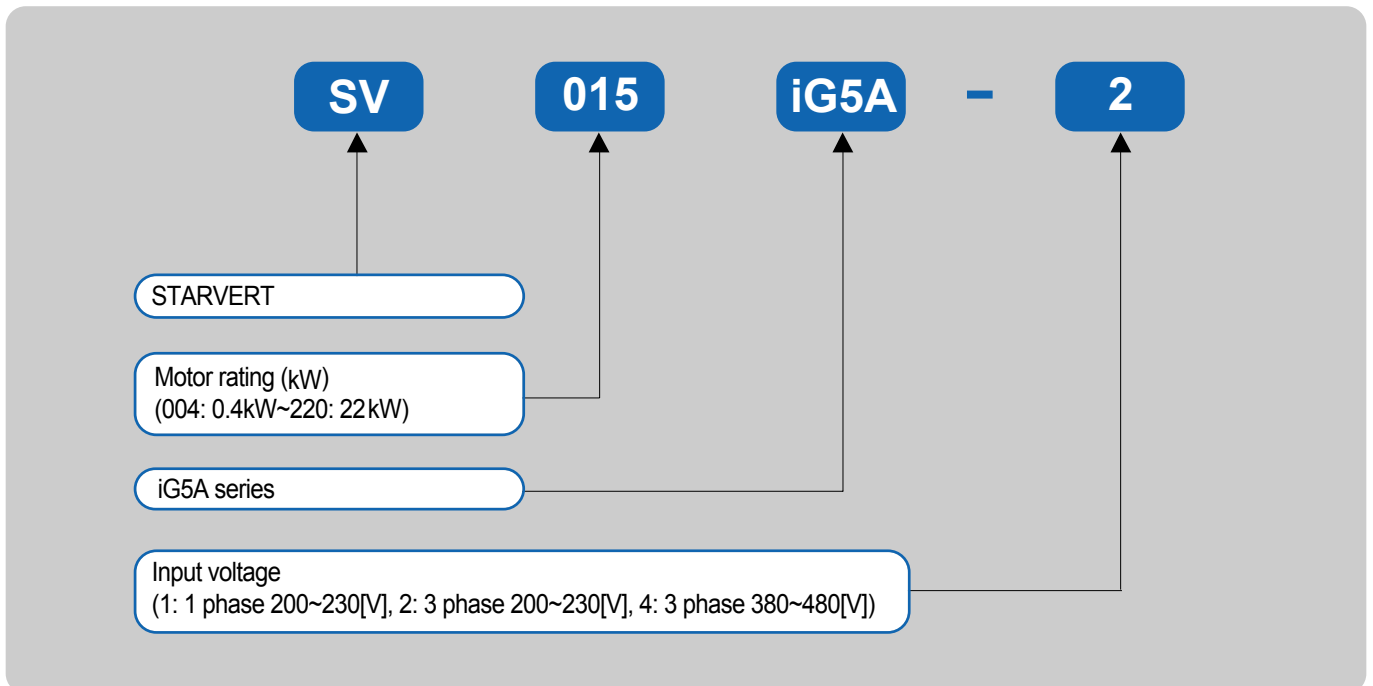 SV 015 iG5A - 2
STARVERT
Motor rating (kW)
(004: 0.4kW~220: 22kW)
iG5A series
Input voltage
(1: 1 phase 200~230[V], 2: 3 phase 200~230[V], 4: 3 phase 380~480[V])